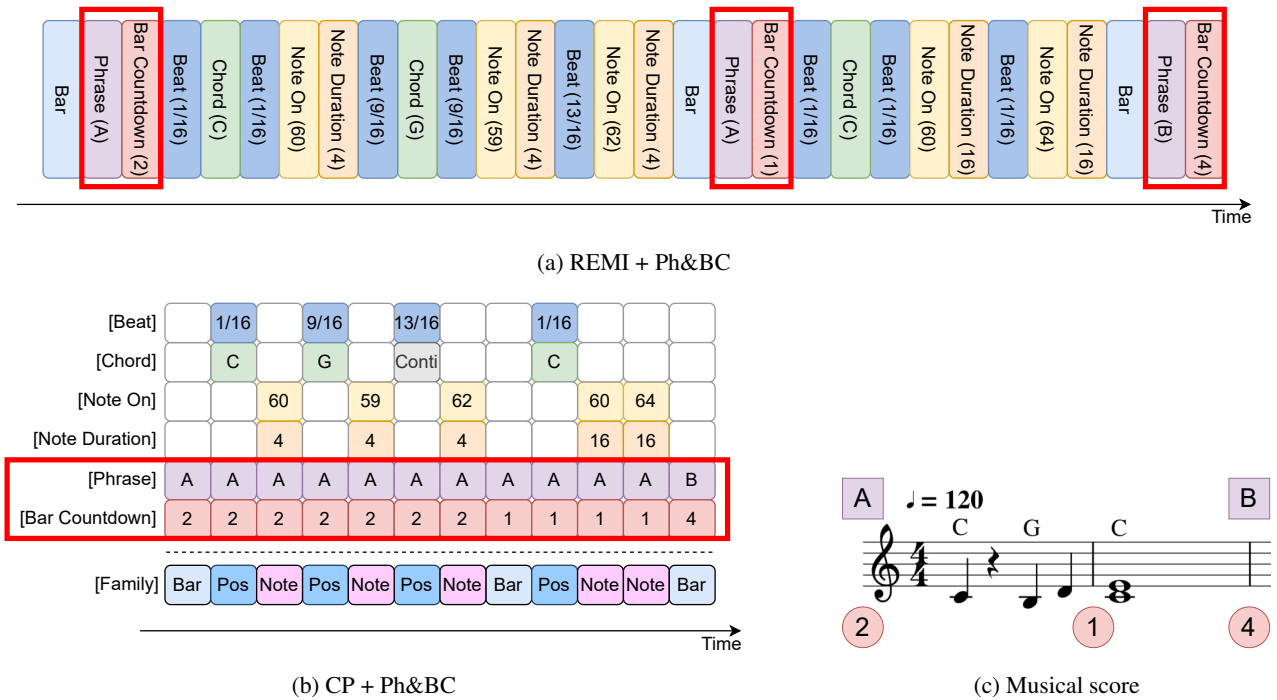 Bar
Phrase (A)
Bar Countdown (2)
Beat (1/16)
Chord (C)
Beat (1/16)
Note On (60)
Note Duration (4)
Beat (9/16)
Chord (G)
Beat (9/16)
Note On (59)
Note Duration (4)
Beat (13/16)
Note On (62)
Note Duration (4)
Bar
Phrase (A)
Bar Countdown (1)
Beat (1/16)
Chord (C)
Beat (1/16)
Note On (60)
Note Duration (16)
Beat (1/16)
Note On (64)
Note Duration (16)
Bar
Phrase (B)
Bar Countdown (4)
Time
(a) REMI + Ph&BC
[Beat] 1/16 9/16 13/16 1/16
[Chord] C G Conti C
[Note On] 60 59 62 60 64
[Note Duration] 4 4 4 16 16
[Phrase] A A A A A A A A A A A B
[Bar Countdown] 2 2 2 2 2 2 2 1 1 1 1 4
[Family] Bar Pos Note Pos Note Pos Note Bar Pos Note Note Bar
Time
(b) CP + Ph&BC
A ♩ = 120 B
C G C
4
4
2 1 4
(c) Musical score